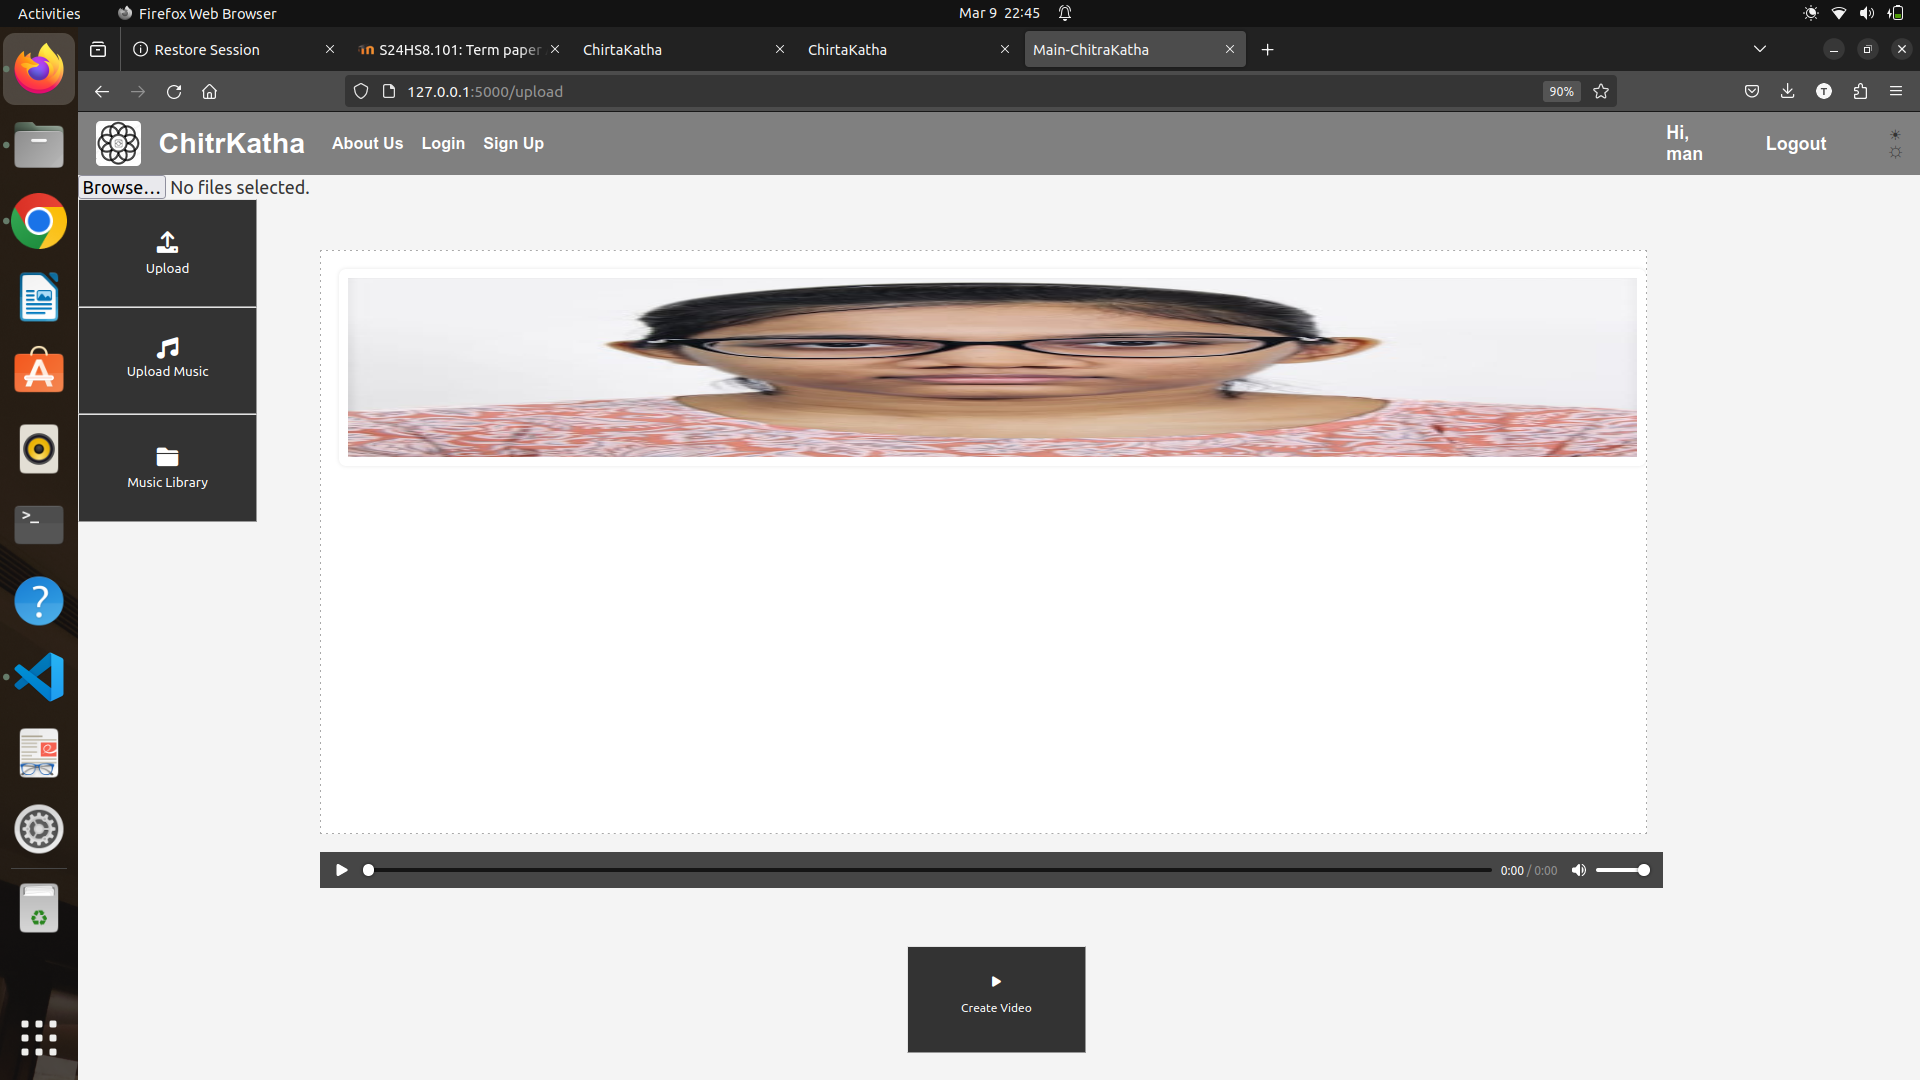 Activities Firefox Web Browser Mar 9 22:45
Restore Session S24HS8.101: Term paper ChirtaKatha ChirtaKatha Main-ChitraKatha
127.0.0.1:5000/upload 90% T
ChitrKatha About Us Login Sign Up Hi, man Logout
Browse... No files selected.
Upload
Upload Music
Music Library
0:00 / 0:00
Create Video